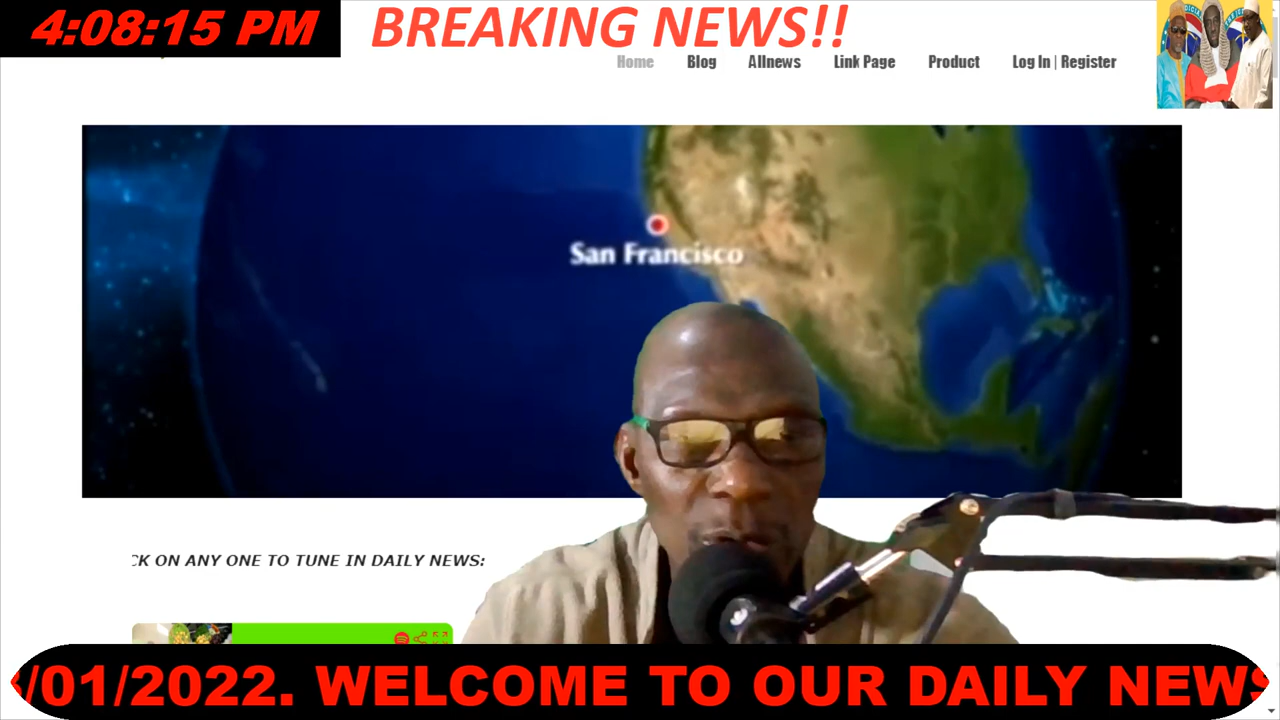 4:08:15 PM
BREAKING NEWS!!
Home Blog Allnews Link Page Product Log In | Register
San Francisco
ON ANY ONE TO TUNE IN DAILY NEWS:
/01/2022. WELCOME TO OUR DAILY NEWS